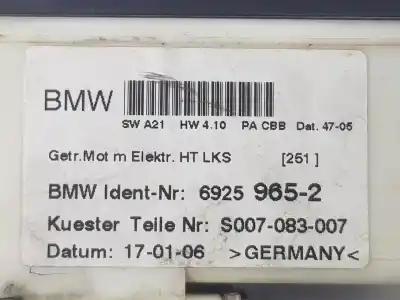 BMW
SW A21 HW 4.10 PA CBB Dat. 47-05
Getr.Mot m Elektr. HT LKS [251]
BMW Ident-Nr: 6925 965-2
Kuester Teile Nr: S007-083-007
Datum: 17-01-06 >GERMANY<